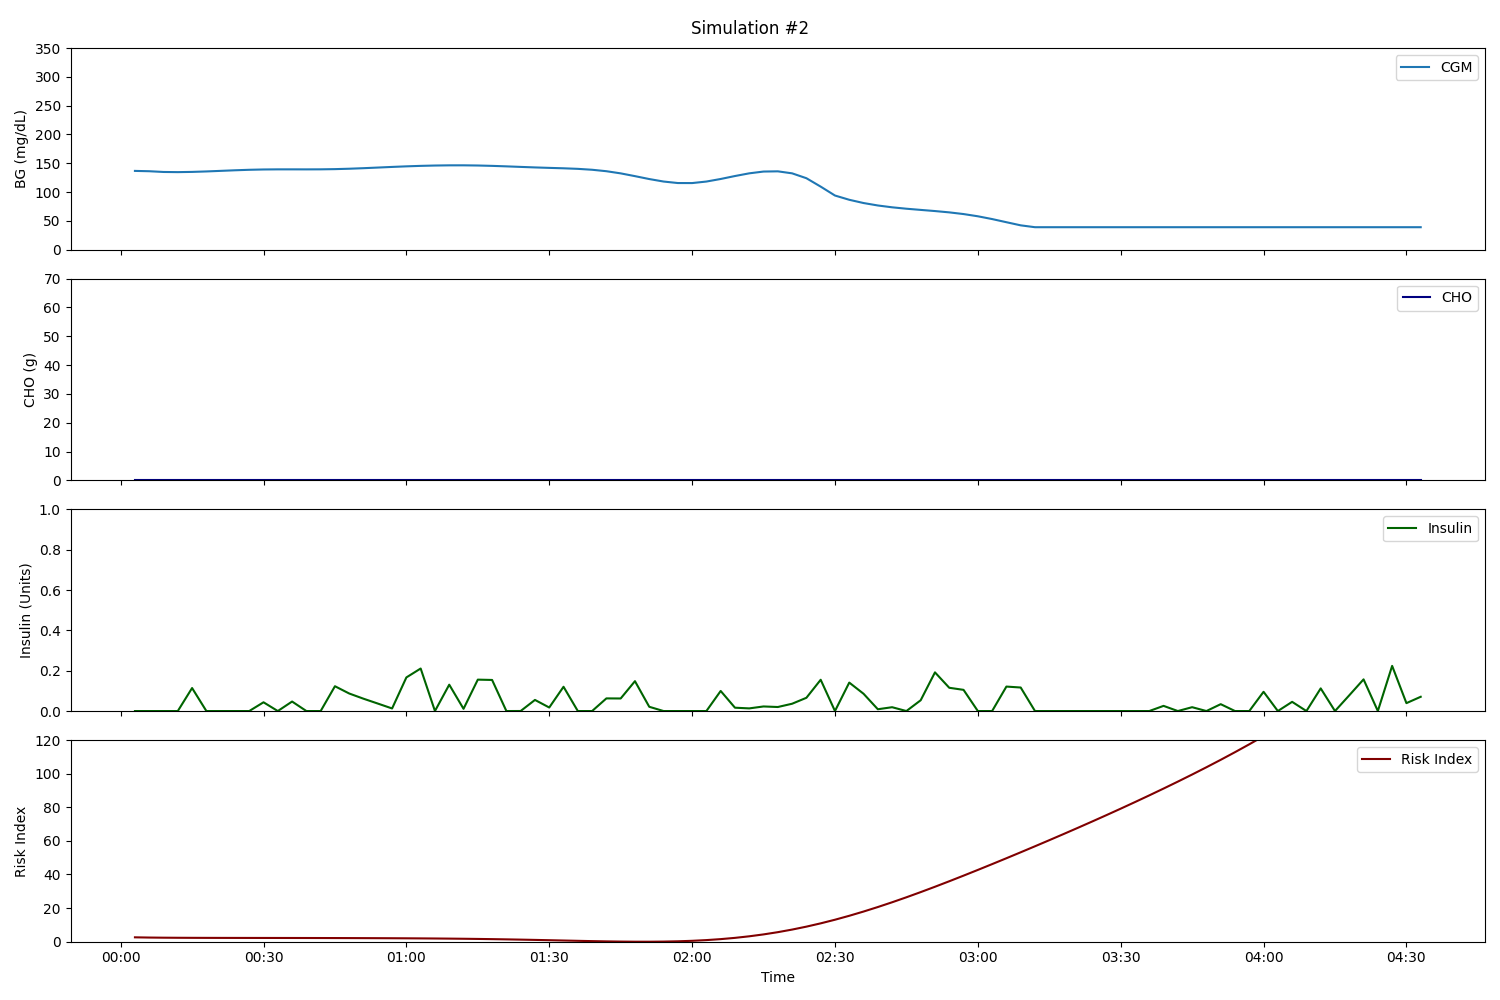 Simulation #2
350
300
250
200
150
100
50
0
BG (mg/dL)
CGM
70
60
50
40
30
20
10
0
CHO (g)
CHO
1.0
0.8
0.6
0.4
0.2
0.0
Insulin (Units)
Insulin
120
100
80
60
40
20
0
Risk Index
Risk Index
00:00 00:30 01:00 01:30 02:00 02:30 03:00 03:30 04:00 04:30
Time